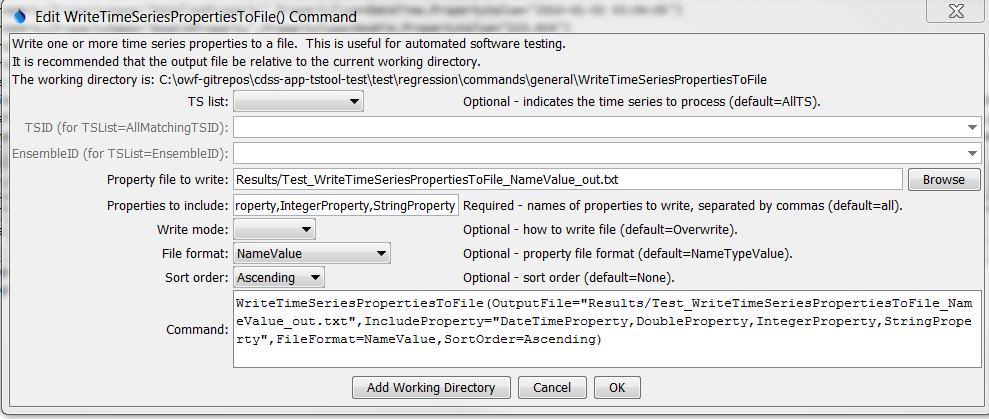 Edit WriteTimeSeriesPropertiesToFile() Command
Write one or more time series properties to a file.  This is useful for automated software testing.
It is recommended that the output file be relative to the current working directory.
The working directory is: C:\owf-gitrepos\cdss-app-tstool-test\test\regression\commands\general\WriteTimeSeriesPropertiesToFile
TS list: Optional - indicates the time series to process (default=AllTS).
TSID (for TSList=AllMatchingTSID):
EnsembleID (for TSList=EnsembleID):
Property file to write: Results/Test_WriteTimeSeriesPropertiesToFile_NameValue_out.txt Browse
Properties to include: roperty,IntegerProperty,StringProperty Required - names of properties to write, separated by commas (default=all).
Write mode: Optional - how to write file (default=Overwrite).
File format: NameValue Optional - property file format (default=NameTypeValue).
Sort order: Ascending Optional - sort order (default=None).
WriteTimeSeriesPropertiesToFile(OutputFile="Results/Test_WriteTimeSeriesPropertiesToFile_Na
meValue_out.txt",IncludeProperty="DateTimeProperty,DoubleProperty,IntegerProperty,StringPrope
Command: rty",FileFormat=NameValue,SortOrder=Ascending)
Add Working Directory Cancel OK